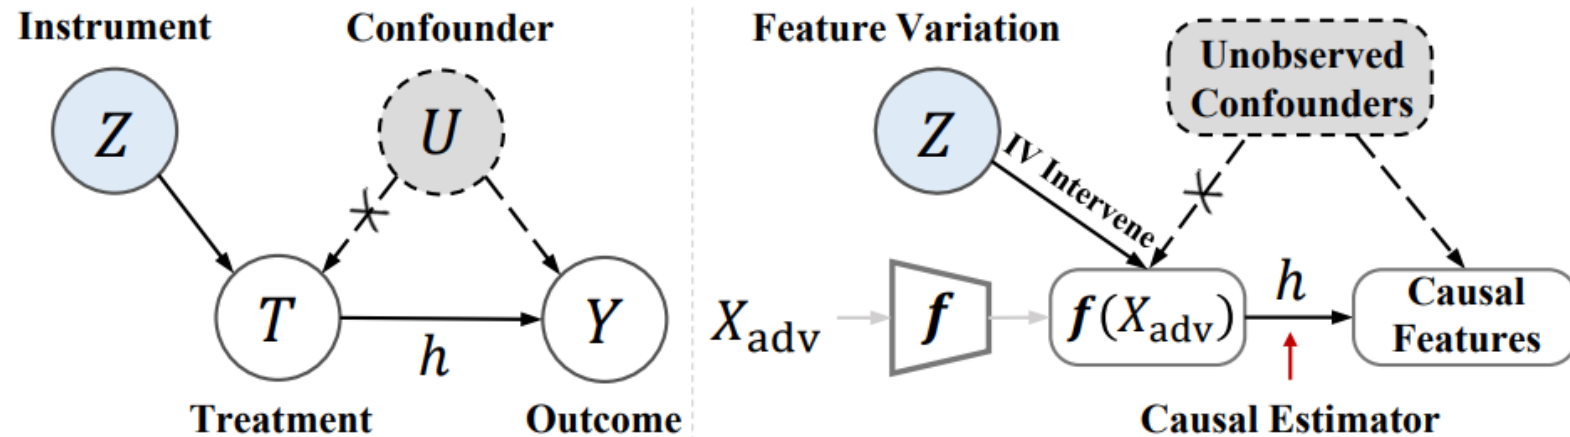 Instrument
Confounder
Z
U
T
h
Y
Treatment
Outcome
Feature Variation
Unobserved
Confounders
Z
IV Intervene
X_adv
f
f(X_adv)
h
Causal
Features
Causal Estimator